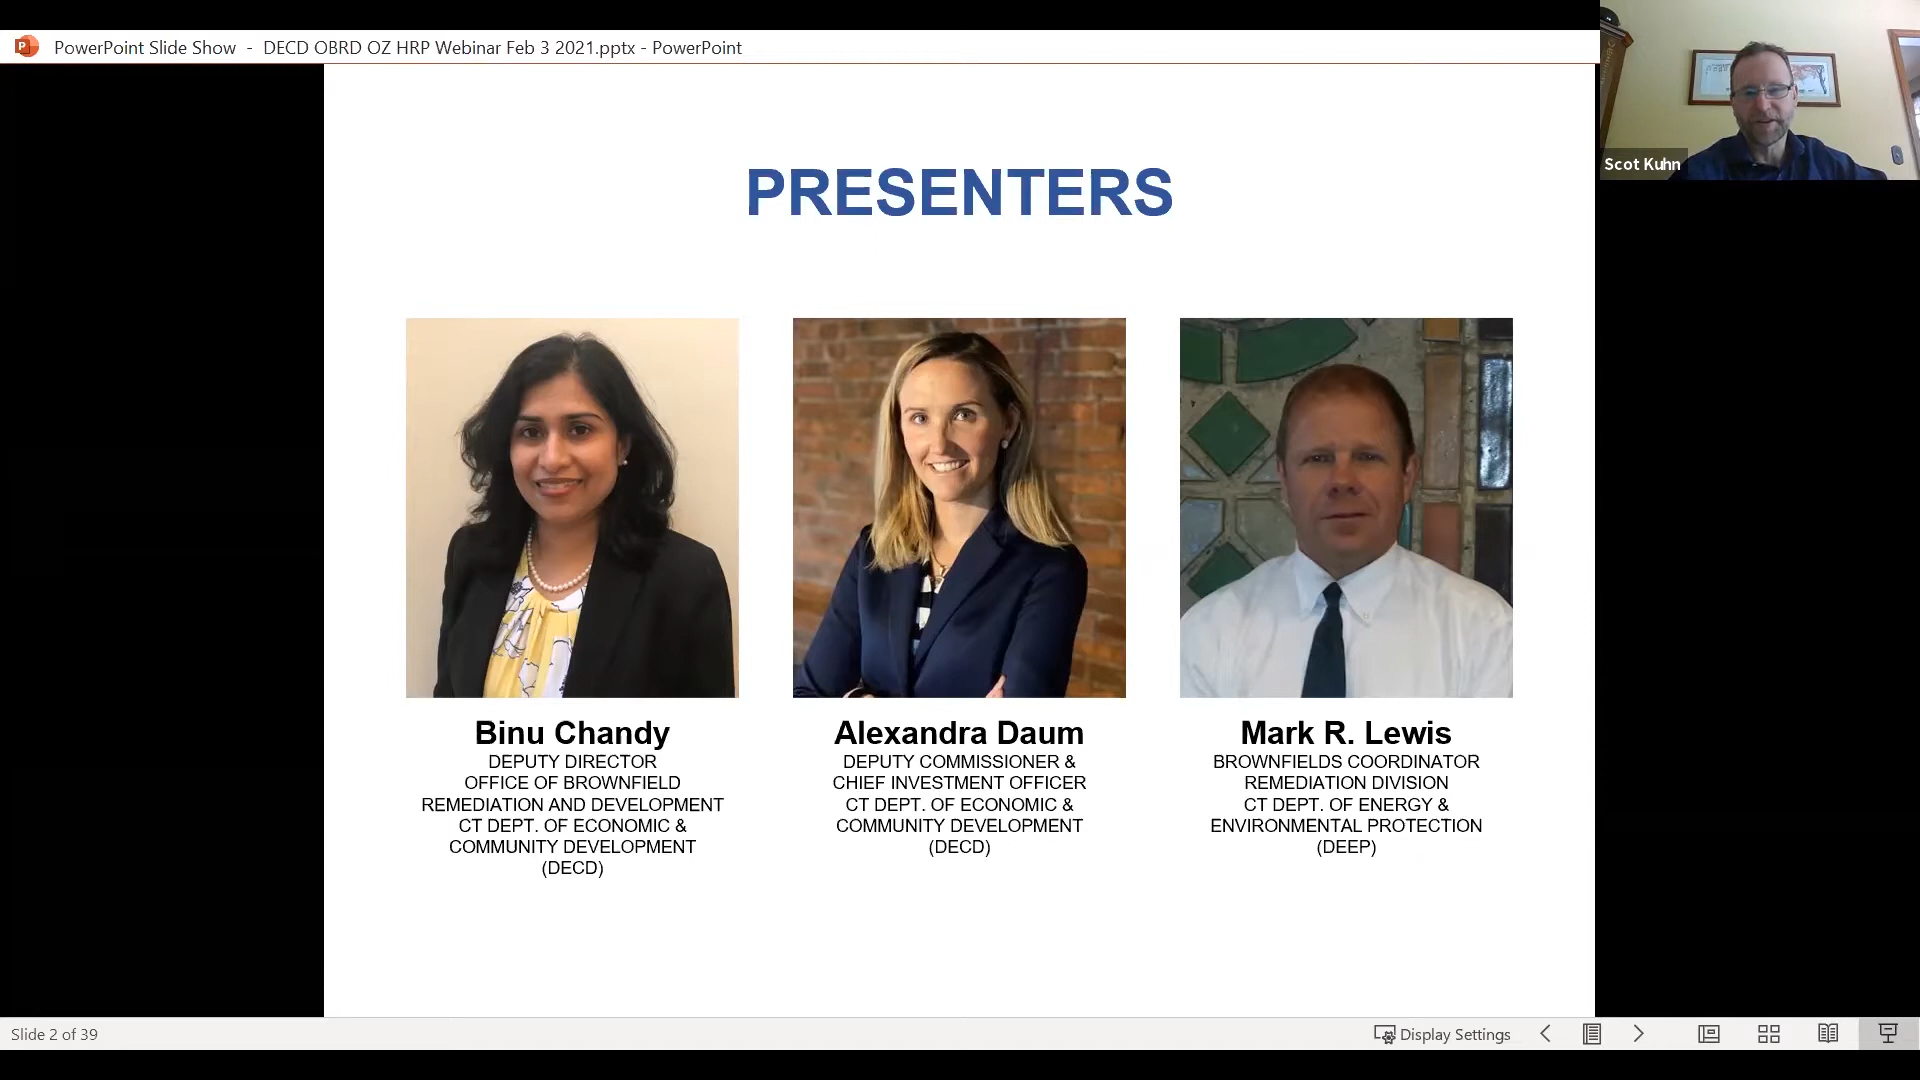 PowerPoint Slide Show - DECD OBRD OZ HRP Webinar Feb 3 2021.pptx - PowerPoint
Scot Kuhn
PRESENTERS
Binu Chandy
DEPUTY DIRECTOR
OFFICE OF BROWNFIELD
REMEDIATION AND DEVELOPMENT
CT DEPT. OF ECONOMIC &
COMMUNITY DEVELOPMENT
(DECD)
Alexandra Daum
DEPUTY COMMISSIONER &
CHIEF INVESTMENT OFFICER
CT DEPT. OF ECONOMIC &
COMMUNITY DEVELOPMENT
(DECD)
Mark R. Lewis
BROWNFIELDS COORDINATOR
REMEDIATION DIVISION
CT DEPT. OF ENERGY &
ENVIRONMENTAL PROTECTION
(DEEP)
Slide 2 of 39
Display Settings